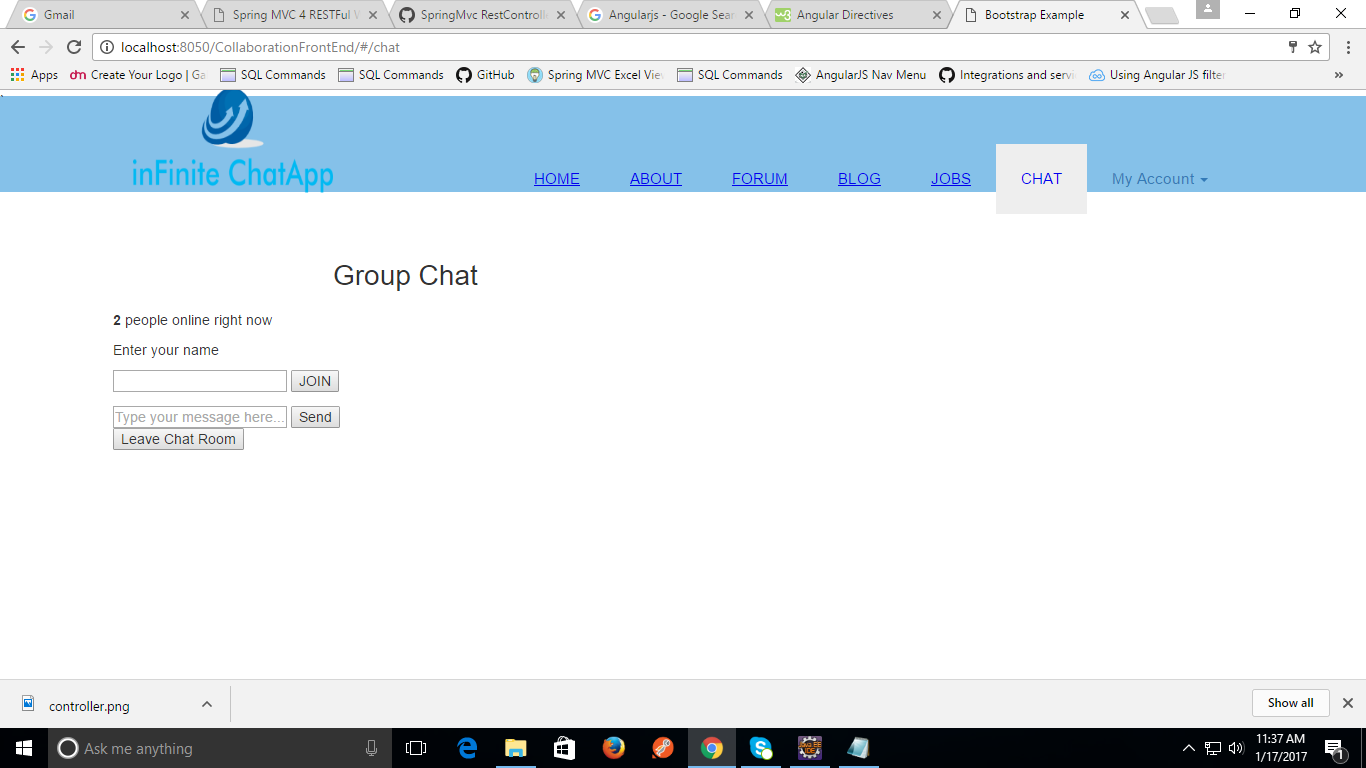 Gmail
Spring MVC 4 RESTFul W
SpringMvc RestControll
Angularjs - Google Sear
Angular Directives
Bootstrap Example
localhost:8050/CollaborationFrontEnd/#/chat
Apps
Create Your Logo | Ga
SQL Commands
SQL Commands
GitHub
Spring MVC Excel View
SQL Commands
AngularJS Nav Menu
Integrations and servic
Using Angular JS filter
inFinite ChatApp
HOME
ABOUT
FORUM
BLOG
JOBS
CHAT
My Account
Group Chat
2 people online right now
Enter your name
JOIN
Type your message here...
Send
Leave Chat Room
controller.png
Show all
Ask me anything
11:37 AM
1/17/2017
1